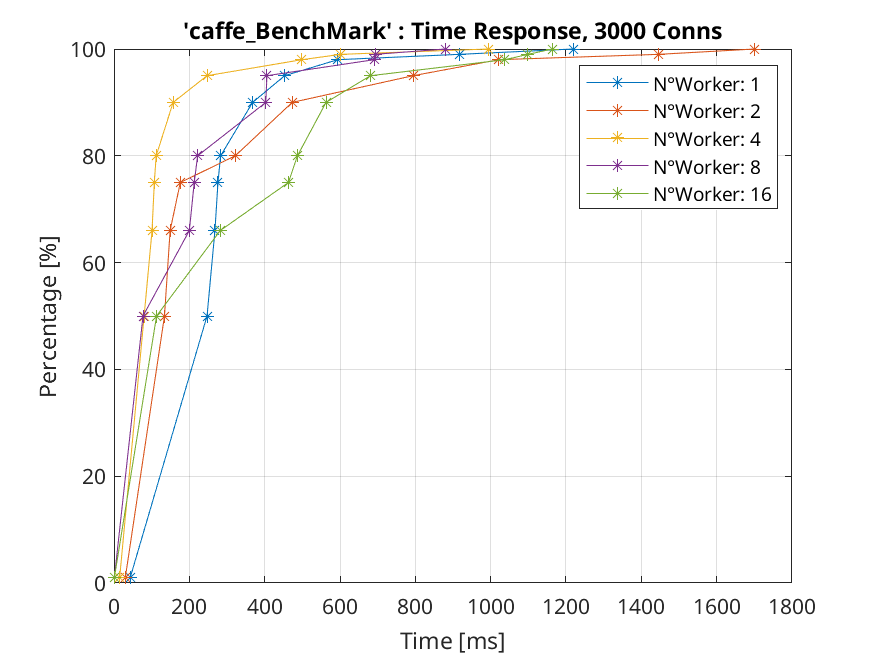 'caffe_BenchMark' : Time Response, 3000 Conns
100
80
60
40
20
0
Percentage [%]
N°Worker: 1
N°Worker: 2
N°Worker: 4
N°Worker: 8
N°Worker: 16
0 200 400 600 800 1000 1200 1400 1600 1800
Time [ms]